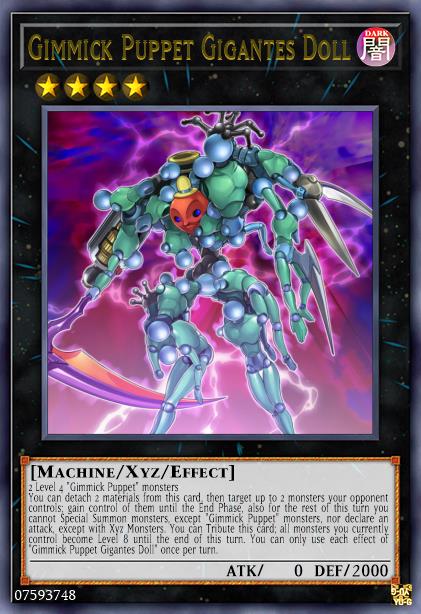 GIMMICK PUPPET GIGANTES DOLL
DARK
闇
[MACHINE/XYZ/EFFECT]
2 Level 4 "Gimmick Puppet" monsters
You can detach 2 materials from this card, then target up to 2 monsters your opponent
controls; gain control of them until the End Phase, also for the rest of this turn you
cannot Special Summon monsters, except "Gimmick Puppet" monsters, nor declare an
attack, except with Xyz Monsters. You can Tribute this card; all monsters you currently
control become Level 8 until the end of this turn. You can only use each effect of
"Gimmick Puppet Gigantes Doll" once per turn.
ATK/ 0 DEF/2000
07593748